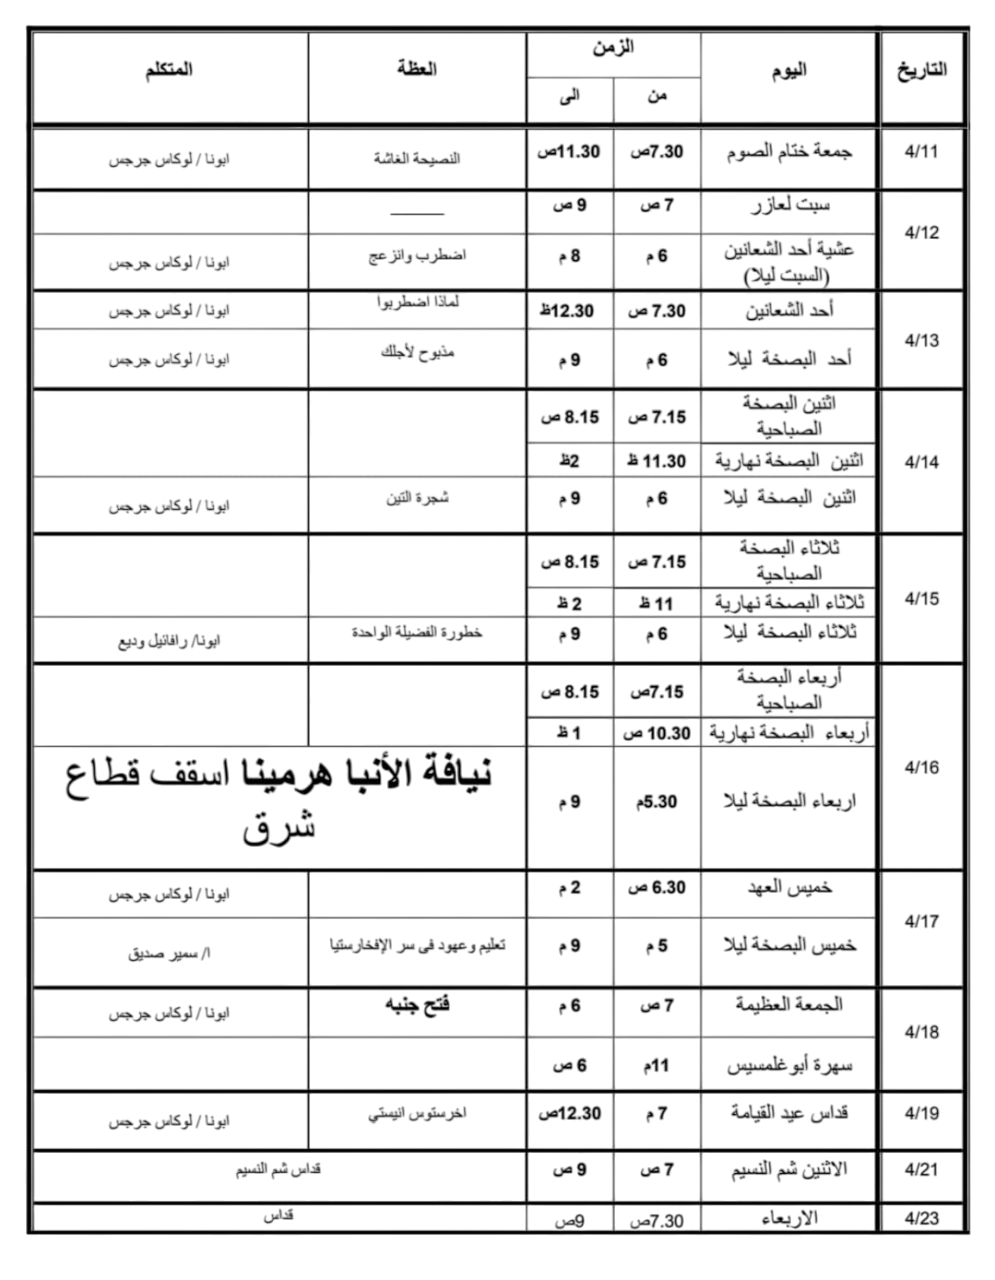 التاريخ اليوم الزمن العظة المتكلم
من الى
4/11 جمعة ختام الصوم 7.30ص 11.30ص النصيحة الغاشة ابونا / لوكاس جرجس
4/12 سبت لعازر 7 ص 9 ص ______
عشية أحد الشعانين
(السبت ليلا) 6 م 8 م اضطرب وانزعج ابونا / لوكاس جرجس
4/13 أحد الشعانين 7.30 ص 12.30ظ لماذا اضطربوا ابونا / لوكاس جرجس
أحد البصخة ليلا 6 م 9 م مذبوح لأجلك ابونا / لوكاس جرجس
4/14 اثنين البصخة
الصباحية 7.15 ص 8.15 ص
اثنين البصخة نهارية 11.30 ظ 2ظ
اثنين البصخة ليلا 6 م 9 م شجرة التين ابونا / لوكاس جرجس
4/15 ثلاثاء البصخة
الصباحية 7.15 ص 8.15 ص
ثلاثاء البصخة نهارية 11 ظ 2 ظ
ثلاثاء البصخة ليلا 6 م 9 م خطورة الفضيلة الواحدة ابونا/ رافائيل وديع
4/16 أربعاء البصخة
الصباحية 7.15ص 8.15 ص
أربعاء البصخة نهارية 10.30 ص 1 ظ
اربعاء البصخة ليلا 5.30م 9 م نيافة الأنبا هرمينا اسقف قطاع
شرق
4/17 خميس العهد 6.30 ص 2 م ابونا / لوكاس جرجس
خميس البصخة ليلا 5 م 9 م تعليم وعهود فى سر الإفخارستيا ا/ سمير صديق
4/18 الجمعة العظيمة 7 ص 6 م فتح جنبه ابونا / لوكاس جرجس
سهرة أبوغلمسيس 11م 6 ص
4/19 قداس عيد القيامة 7 م 12.30ص اخرستوس انيستي ابونا / لوكاس جرجس
4/21 الاثنين شم النسيم 7 ص 9 ص قداس شم النسيم
4/23 الاربعاء 7.30ص 9ص قداس